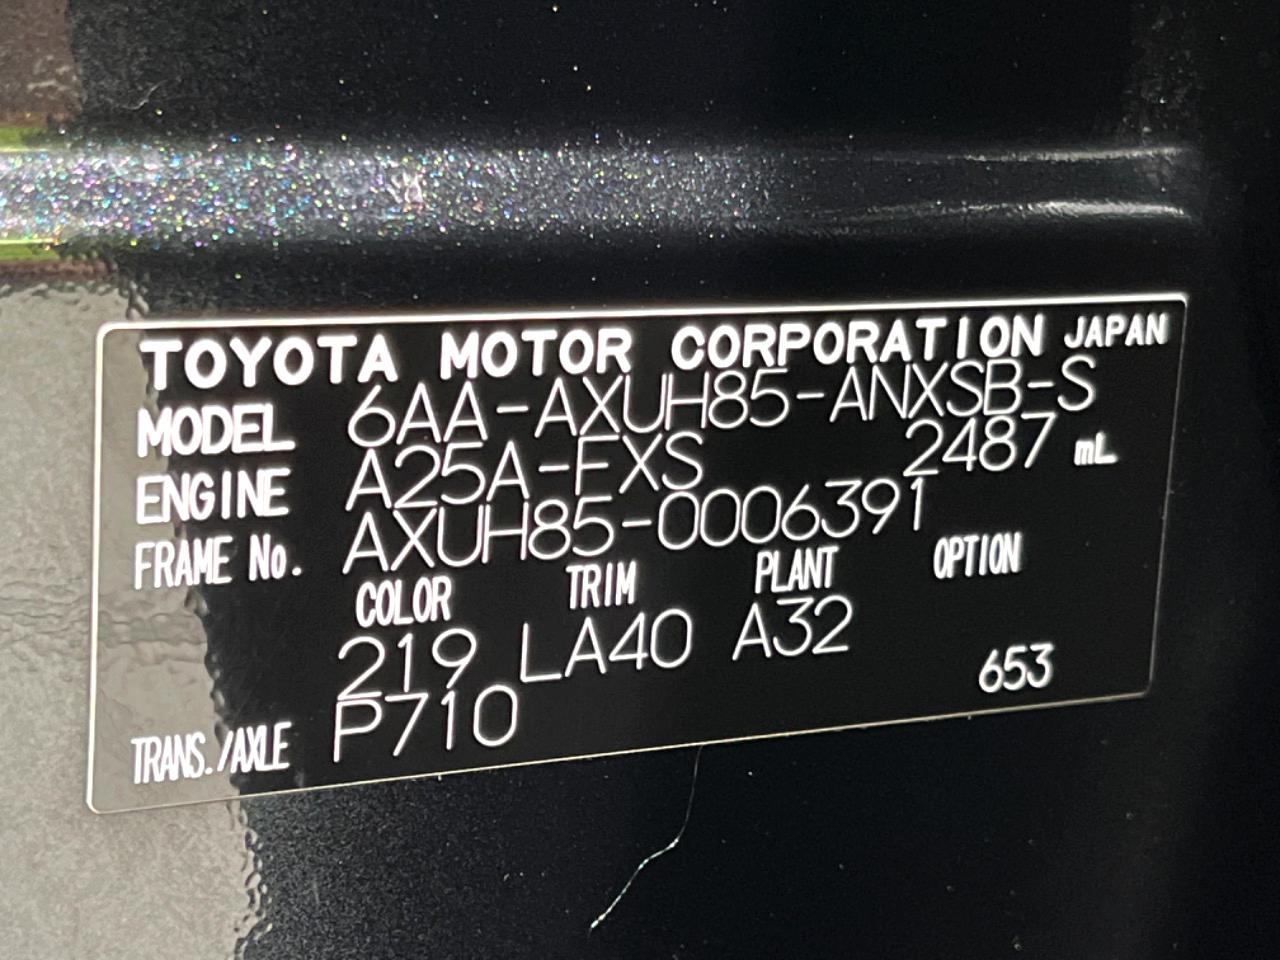 TOYOTA MOTOR CORPORATION JAPAN
MODEL 6AA-AXUH85-ANXSB-S
ENGINE A25A-FXS 2487 mL
FRAME No. AXUH85-0006391
COLOR TRIM PLANT OPTION
219 LA40 A32
653
TRANS./AXLE P710